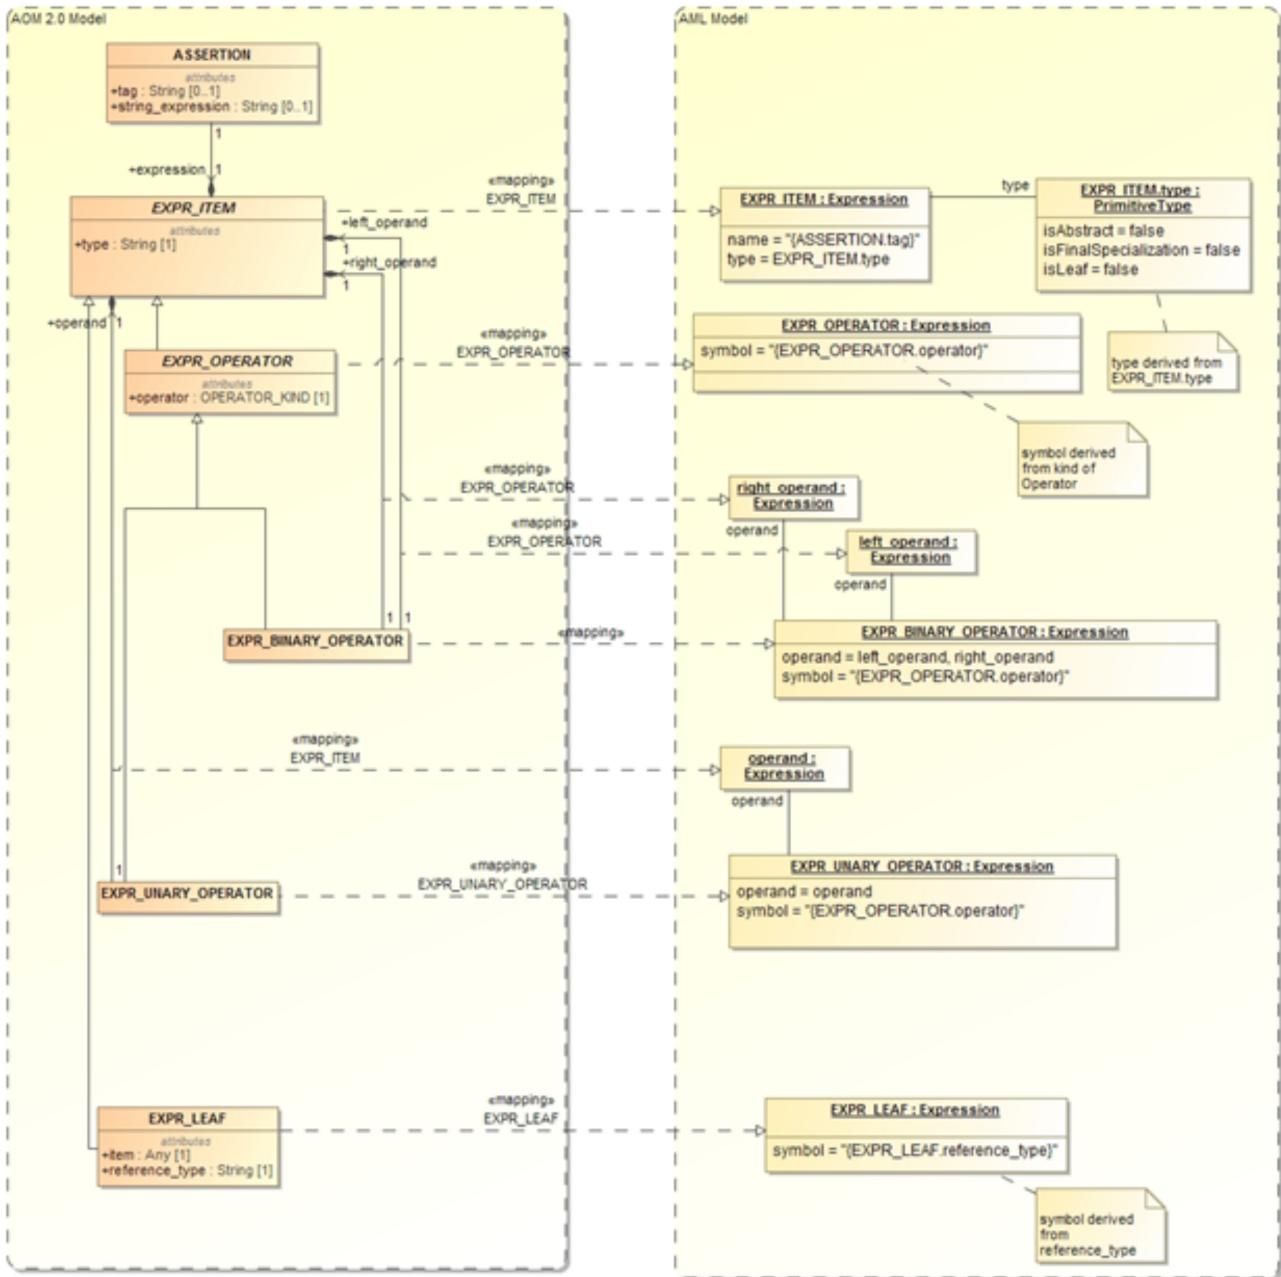 AOM 2.0 Model
ASSERTION
attributes
+tag : String [0..1]
+string_expression : String [0..1]
1
+expression
1
EXPR_ITEM
attributes
+type : String [1]
+left_operand
1
+right_operand
1
+operand
1
EXPR_OPERATOR
attributes
+operator : OPERATOR_KIND [1]
1
1
EXPR_BINARY_OPERATOR
1
EXPR_UNARY_OPERATOR
EXPR_LEAF
attributes
+item : Any [1]
+reference_type : String [1]
«mapping»
EXPR_ITEM
«mapping»
EXPR_OPERATOR
«mapping»
EXPR_OPERATOR
«mapping»
EXPR_OPERATOR
«mapping»
«mapping»
EXPR_ITEM
«mapping»
EXPR_UNARY_OPERATOR
«mapping»
EXPR_LEAF
AML Model
EXPR_ITEM : Expression
name = "{ASSERTION.tag}"
type = EXPR_ITEM.type
type
EXPR_ITEM.type :
PrimitiveType
isAbstract = false
isFinalSpecialization = false
isLeaf = false
type derived from
EXPR_ITEM.type
EXPR_OPERATOR : Expression
symbol = "{EXPR_OPERATOR.operator}"
symbol derived
from kind of
Operator
right_operand :
Expression
operand
left_operand :
Expression
operand
EXPR_BINARY_OPERATOR : Expression
operand = left_operand, right_operand
symbol = "{EXPR_OPERATOR.operator}"
operand :
Expression
operand
EXPR_UNARY_OPERATOR : Expression
operand = operand
symbol = "{EXPR_OPERATOR.operator}"
EXPR_LEAF : Expression
symbol = "{EXPR_LEAF.reference_type}"
symbol derived
from
reference_type